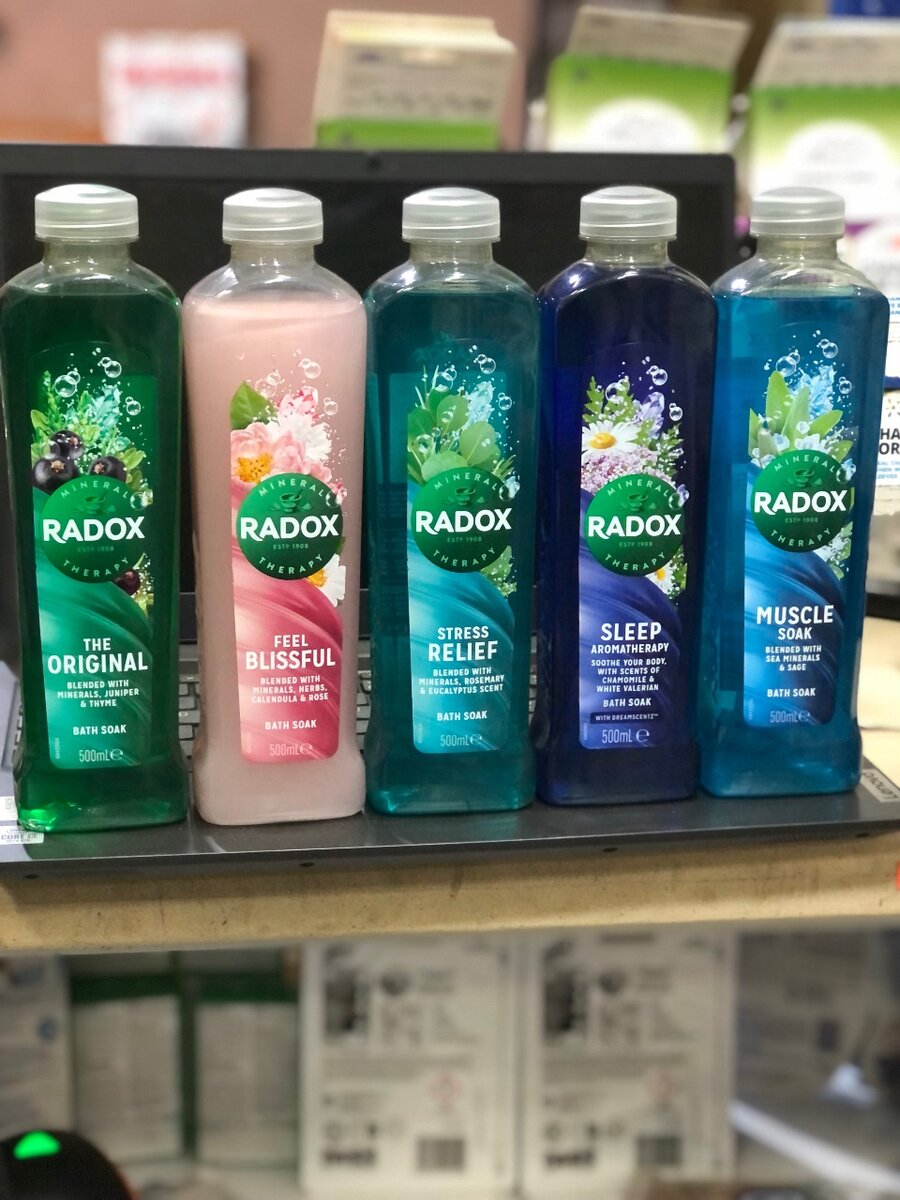 MINERAL
RADOX
ESTD 1908
THERAPY
THE
ORIGINAL
BLENDED WITH
MINERALS, JUNIPER
& THYME
BATH SOAK
500mL e
MINERAL
RADOX
ESTD 1908
THERAPY
FEEL
BLISSFUL
BLENDED WITH
MINERALS, HERBS,
CALENDULA & ROSE
BATH SOAK
500mL e
MINERAL
RADOX
ESTD 1908
THERAPY
STRESS
RELIEF
BLENDED WITH
MINERALS, ROSEMARY
& EUCALYPTUS SCENT
BATH SOAK
500mL e
MINERAL
RADOX
ESTD 1908
THERAPY
SLEEP
AROMATHERAPY
SOOTHE YOUR BODY,
WITH SCENTS OF
CHAMOMILE &
WHITE VALERIAN
BATH SOAK
WITH DREAMSCENTZ™
500mL e
MINERAL
RADOX
ESTD 1908
THERAPY
MUSCLE
SOAK
BLENDED WITH
SEA MINERALS
& SAGE
BATH SOAK
500mL e